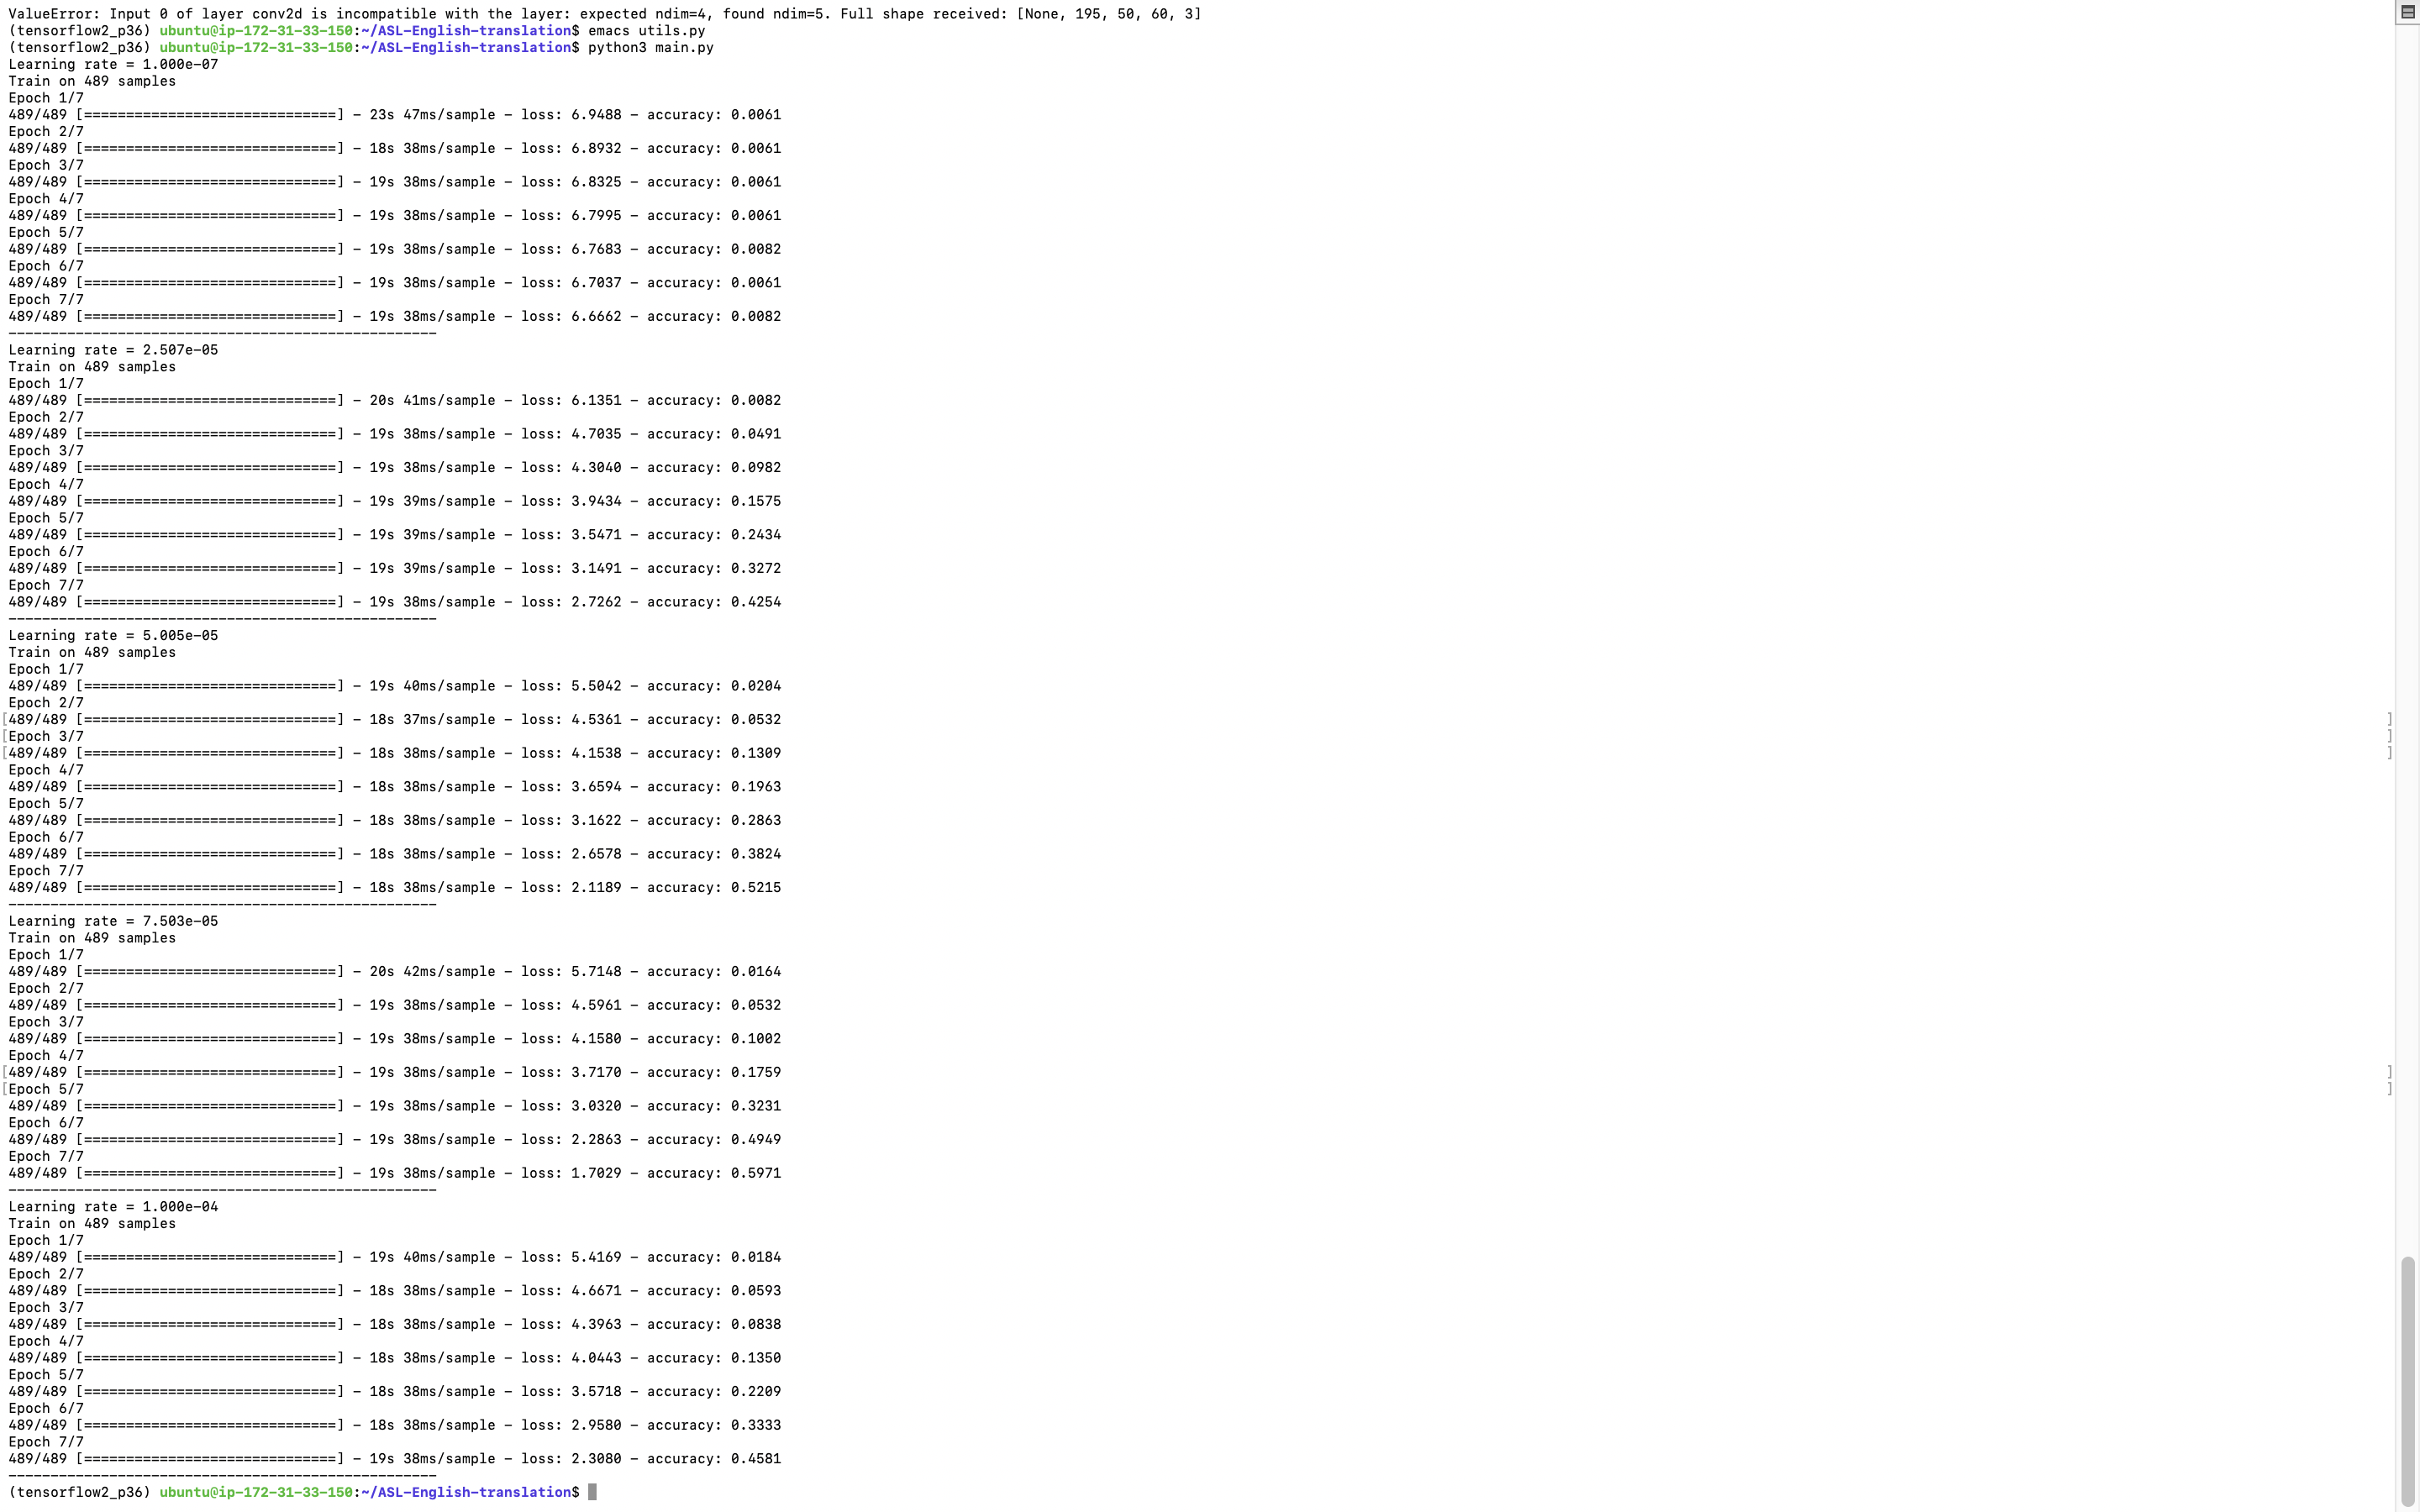 ValueError: Input 0 of layer conv2d is incompatible with the layer: expected ndim=4, found ndim=5. Full shape received: [None, 195, 50, 60, 3]
(tensorflow2_p36) ubuntu@ip-172-31-33-150:~/ASL-English-translation$ emacs utils.py
(tensorflow2_p36) ubuntu@ip-172-31-33-150:~/ASL-English-translation$ python3 main.py
Learning rate = 1.000e-07
Train on 489 samples
Epoch 1/7
489/489 [==============================] - 23s 47ms/sample - loss: 6.9488 - accuracy: 0.0061
Epoch 2/7
489/489 [==============================] - 18s 38ms/sample - loss: 6.8932 - accuracy: 0.0061
Epoch 3/7
489/489 [==============================] - 19s 38ms/sample - loss: 6.8325 - accuracy: 0.0061
Epoch 4/7
489/489 [==============================] - 19s 38ms/sample - loss: 6.7995 - accuracy: 0.0061
Epoch 5/7
489/489 [==============================] - 19s 38ms/sample - loss: 6.7683 - accuracy: 0.0082
Epoch 6/7
489/489 [==============================] - 19s 38ms/sample - loss: 6.7037 - accuracy: 0.0061
Epoch 7/7
489/489 [==============================] - 19s 38ms/sample - loss: 6.6662 - accuracy: 0.0082
---------------------------------------------------
Learning rate = 2.507e-05
Train on 489 samples
Epoch 1/7
489/489 [==============================] - 20s 41ms/sample - loss: 6.1351 - accuracy: 0.0082
Epoch 2/7
489/489 [==============================] - 19s 38ms/sample - loss: 4.7035 - accuracy: 0.0491
Epoch 3/7
489/489 [==============================] - 19s 38ms/sample - loss: 4.3040 - accuracy: 0.0982
Epoch 4/7
489/489 [==============================] - 19s 39ms/sample - loss: 3.9434 - accuracy: 0.1575
Epoch 5/7
489/489 [==============================] - 19s 39ms/sample - loss: 3.5471 - accuracy: 0.2434
Epoch 6/7
489/489 [==============================] - 19s 39ms/sample - loss: 3.1491 - accuracy: 0.3272
Epoch 7/7
489/489 [==============================] - 19s 38ms/sample - loss: 2.7262 - accuracy: 0.4254
---------------------------------------------------
Learning rate = 5.005e-05
Train on 489 samples
Epoch 1/7
489/489 [==============================] - 19s 40ms/sample - loss: 5.5042 - accuracy: 0.0204
Epoch 2/7
[489/489 [==============================] - 18s 37ms/sample - loss: 4.5361 - accuracy: 0.0532 ]
[Epoch 3/7 ]
[489/489 [==============================] - 18s 38ms/sample - loss: 4.1538 - accuracy: 0.1309 ]
Epoch 4/7
489/489 [==============================] - 18s 38ms/sample - loss: 3.6594 - accuracy: 0.1963
Epoch 5/7
489/489 [==============================] - 18s 38ms/sample - loss: 3.1622 - accuracy: 0.2863
Epoch 6/7
489/489 [==============================] - 18s 38ms/sample - loss: 2.6578 - accuracy: 0.3824
Epoch 7/7
489/489 [==============================] - 18s 38ms/sample - loss: 2.1189 - accuracy: 0.5215
---------------------------------------------------
Learning rate = 7.503e-05
Train on 489 samples
Epoch 1/7
489/489 [==============================] - 20s 42ms/sample - loss: 5.7148 - accuracy: 0.0164
Epoch 2/7
489/489 [==============================] - 19s 38ms/sample - loss: 4.5961 - accuracy: 0.0532
Epoch 3/7
489/489 [==============================] - 19s 38ms/sample - loss: 4.1580 - accuracy: 0.1002
Epoch 4/7
[489/489 [==============================] - 19s 38ms/sample - loss: 3.7170 - accuracy: 0.1759 ]
[Epoch 5/7 ]
489/489 [==============================] - 19s 38ms/sample - loss: 3.0320 - accuracy: 0.3231
Epoch 6/7
489/489 [==============================] - 19s 38ms/sample - loss: 2.2863 - accuracy: 0.4949
Epoch 7/7
489/489 [==============================] - 19s 38ms/sample - loss: 1.7029 - accuracy: 0.5971
---------------------------------------------------
Learning rate = 1.000e-04
Train on 489 samples
Epoch 1/7
489/489 [==============================] - 19s 40ms/sample - loss: 5.4169 - accuracy: 0.0184
Epoch 2/7
489/489 [==============================] - 18s 38ms/sample - loss: 4.6671 - accuracy: 0.0593
Epoch 3/7
489/489 [==============================] - 18s 38ms/sample - loss: 4.3963 - accuracy: 0.0838
Epoch 4/7
489/489 [==============================] - 18s 38ms/sample - loss: 4.0443 - accuracy: 0.1350
Epoch 5/7
489/489 [==============================] - 18s 38ms/sample - loss: 3.5718 - accuracy: 0.2209
Epoch 6/7
489/489 [==============================] - 18s 38ms/sample - loss: 2.9580 - accuracy: 0.3333
Epoch 7/7
489/489 [==============================] - 19s 38ms/sample - loss: 2.3080 - accuracy: 0.4581
---------------------------------------------------
(tensorflow2_p36) ubuntu@ip-172-31-33-150:~/ASL-English-translation$